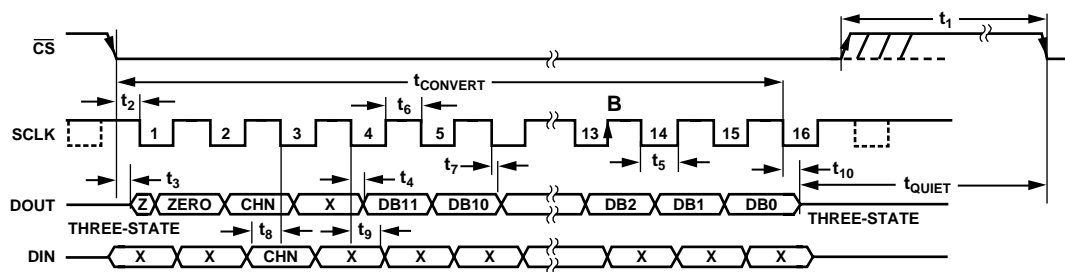 t1
CS
tCONVERT
t2
t6
B
SCLK
1
2
3
4
5
13
14
15
16
t7
t5
t10
t3
t4
tQUIET
DOUT
Z
ZERO
CHN
X
DB11
DB10
DB2
DB1
DB0
THREE-STATE
THREE-STATE
t8
t9
DIN
X
X
CHN
X
X
X
X
X
X